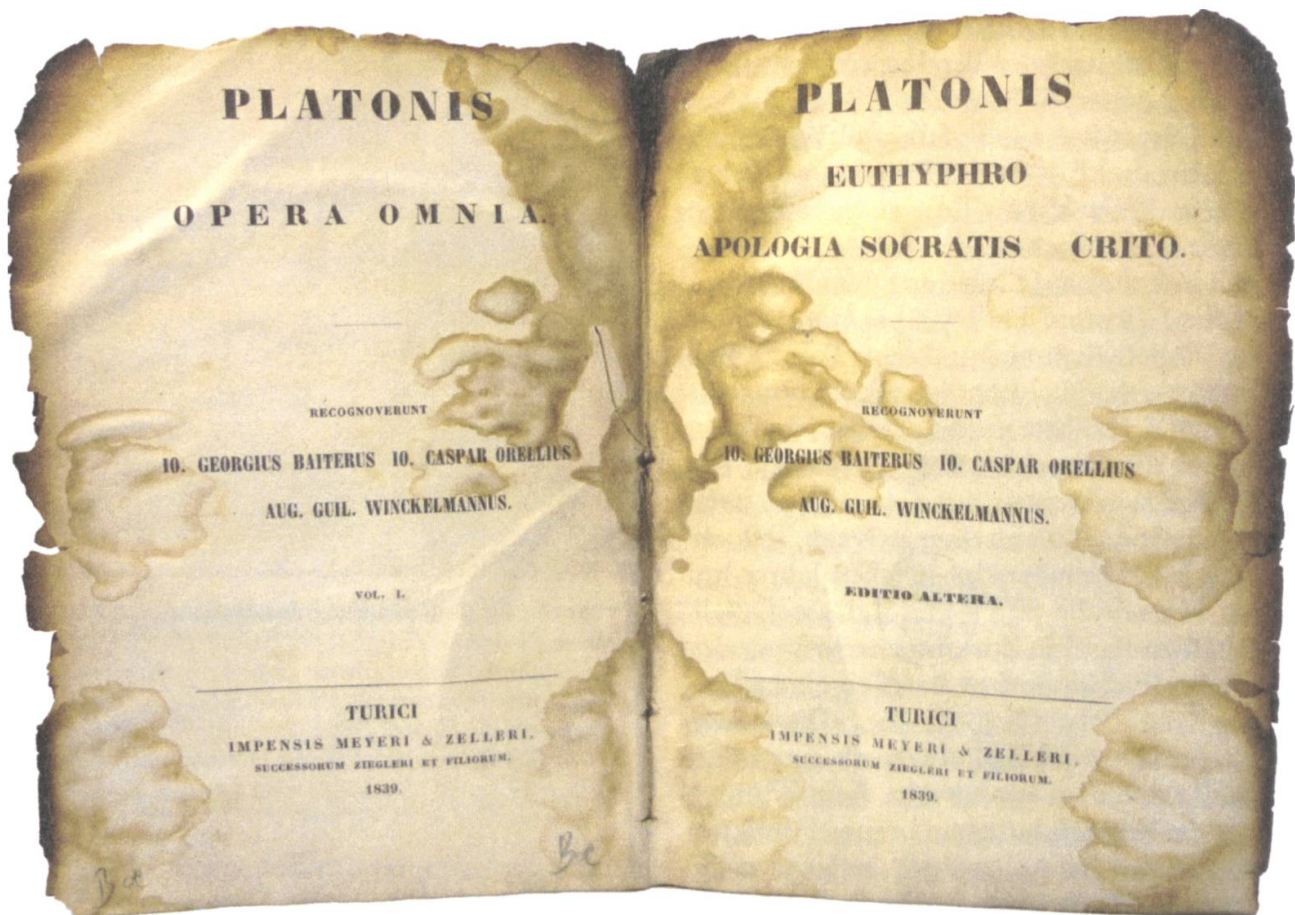 PLATONIS
OPERA OMNIA.
RECOGNOVERUNT
IO. GEORGIUS BAITERUS IO. CASPAR ORELLIUS
AUG. GUIL. WINCKELMANNUS.
VOL. I.
TURICI
IMPENSIS MEYERI & ZELLERI,
SUCCESSORUM ZIEGLERI ET FILIORUM.
1839.
PLATONIS
EUTHYPHRO
APOLOGIA SOCRATIS CRITO.
RECOGNOVERUNT
IO. GEORGIUS BAITERUS IO. CASPAR ORELLIUS
AUG. GUIL. WINCKELMANNUS.
EDITIO ALTERA.
TURICI
IMPENSIS MEYERI & ZELLERI,
SUCCESSORUM ZIEGLERI ET FILIORUM.
1839.